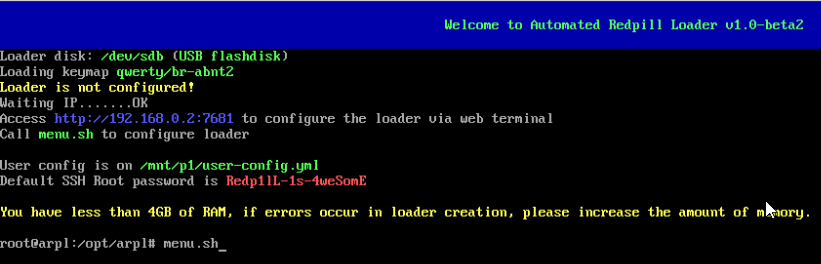 Welcome to Automated Redpill Loader v1.0-beta2
Loader disk: /dev/sdb (USB flashdisk)
Loading keymap qwerty/br-abnt2
Loader is not configured!
Waiting IP.......OK
Access http://192.168.0.2:7681 to configure the loader via web terminal
Call menu.sh to configure loader
User config is on /mnt/p1/user-config.yml
Default SSH Root password is Redp1lL-1s-4weSomE
You have less than 4GB of RAM, if errors occur in loader creation, please increase the amount of memory.
root@arpl:/opt/arpl# menu.sh_